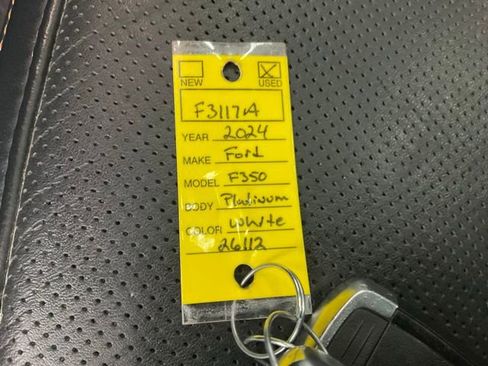 NEW USED
F3117A
YEAR 2024
MAKE Ford
MODEL F350
BODY Platinum
COLOR White
26112